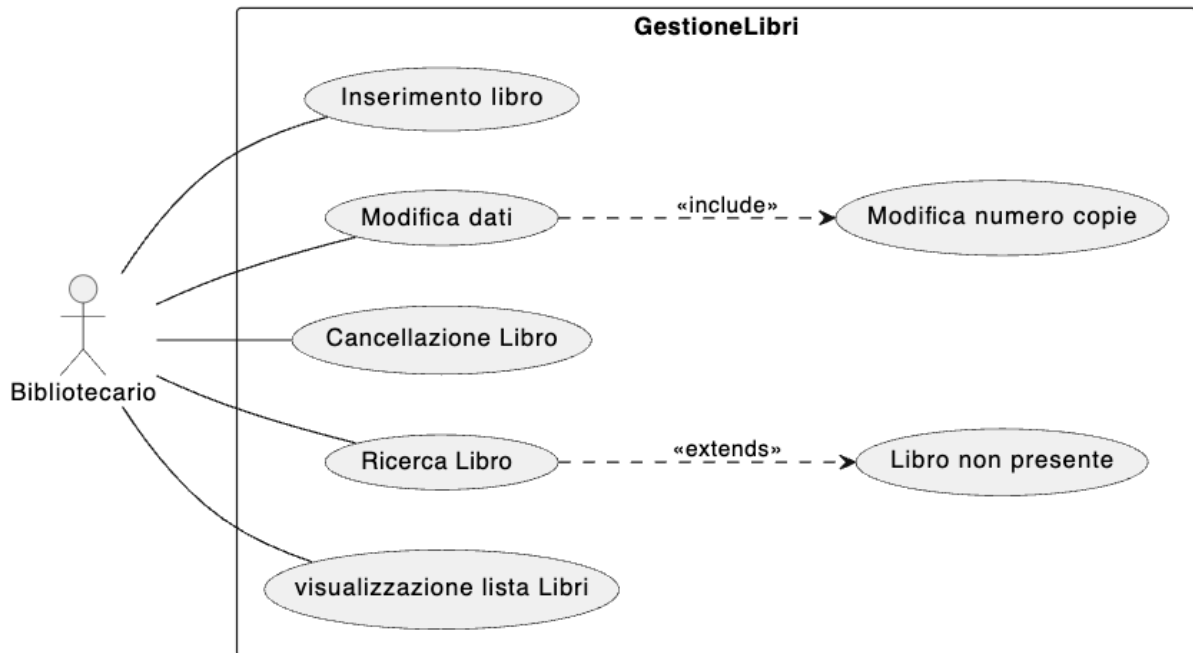 GestioneLibri
Inserimento libro
Modifica dati
«include»
Modifica numero copie
Cancellazione Libro
Bibliotecario
Ricerca Libro
«extends»
Libro non presente
visualizzazione lista Libri